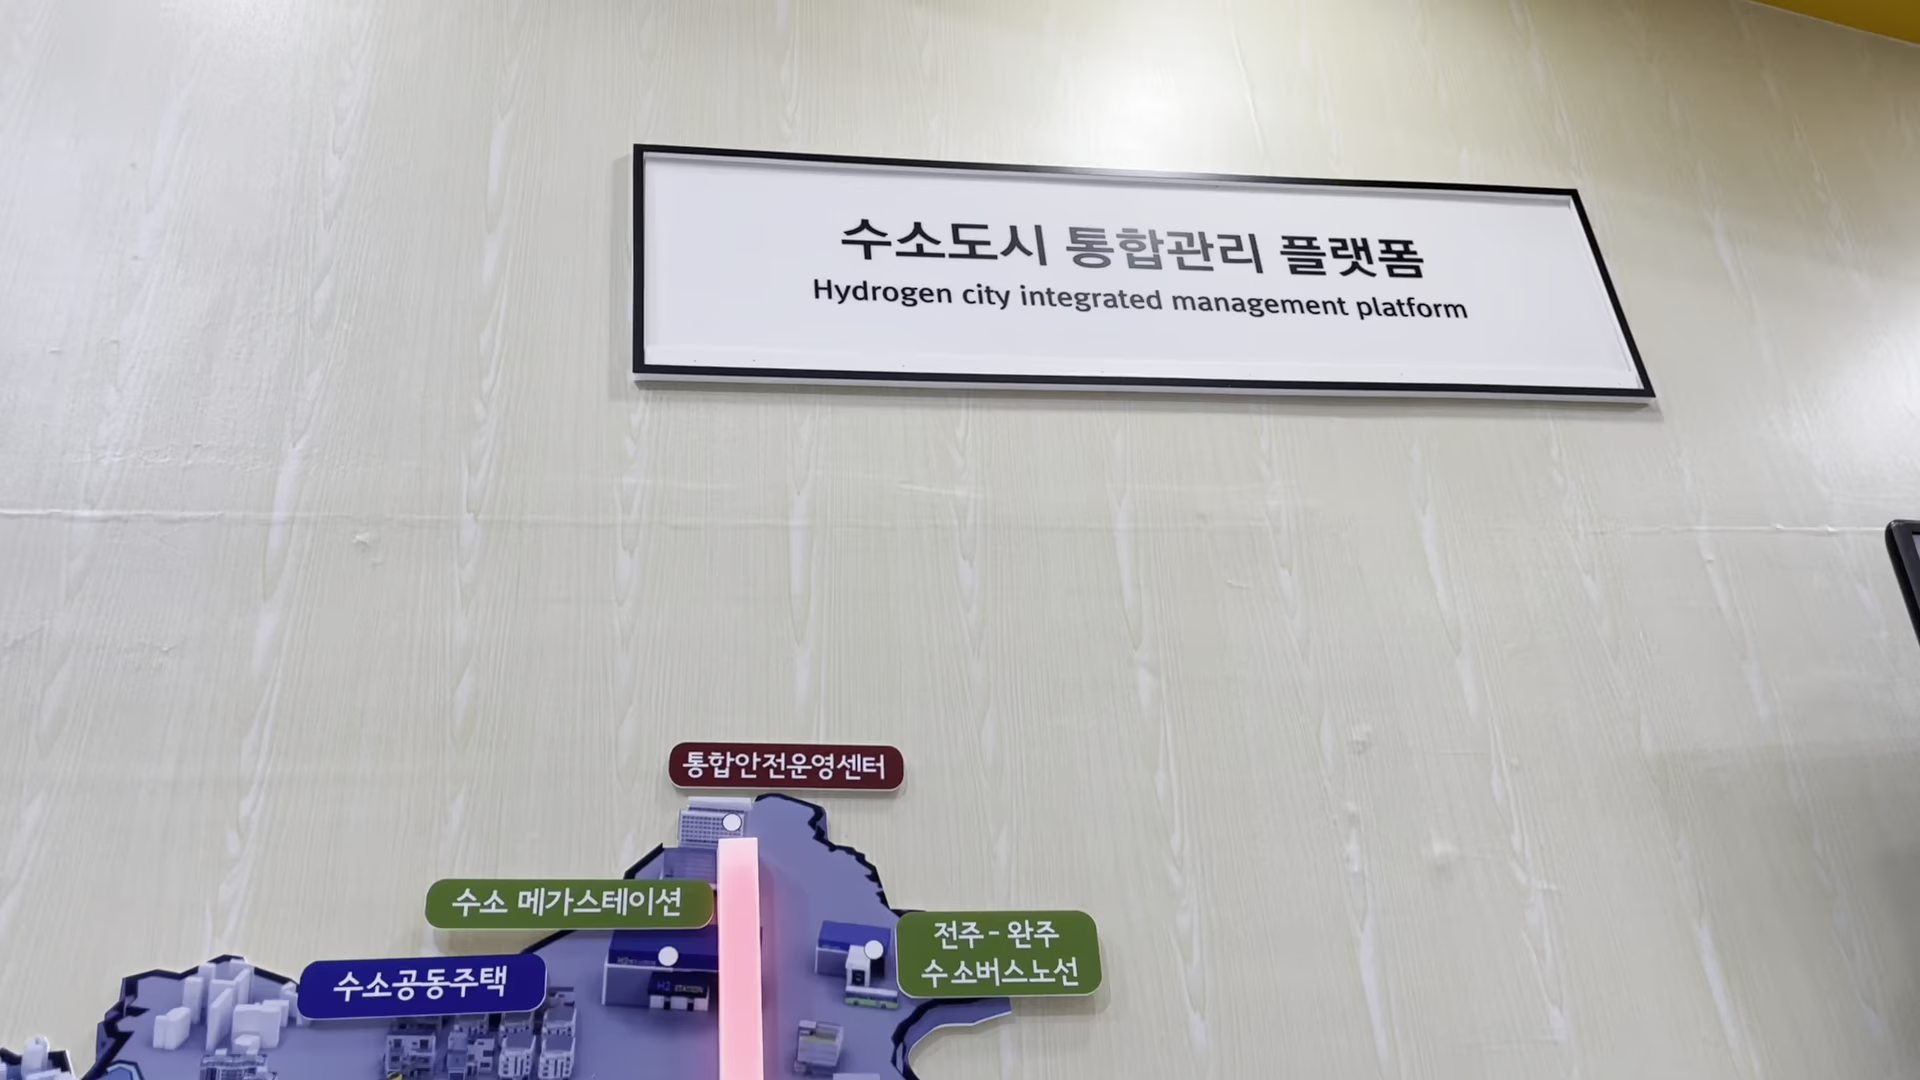 수소도시 통합관리 플랫폼
Hydrogen city integrated management platform
통합안전운영센터
수소 메가스테이션
전주 - 완주
수소버스노선
수소공동주택
H2